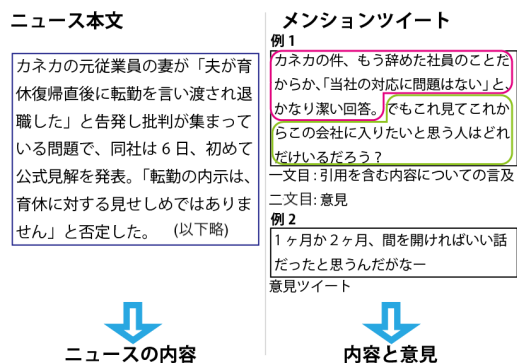 ニュース本文
カネカの元従業員の妻が「夫が育
休復帰直後に転勤を言い渡され退
職した」と告発し批判が集まって
いる問題で、同社は6日、初めて
公式見解を発表。「転勤の内示は、
育休に対する見せしめではありま
せん」と否定した。 (以下略)
ニュースの内容
メンションツイート
例1
カネカの件、もう辞めた社員のことだ
からか、「当社の対応に問題はない」と、
かなり潔い回答。でもこれ見てこれか
らこの会社に入りたいと思う人はどれ
だけいるだろう？
一文目：引用を含む内容についての言及
二文目：意見
例2
1ヶ月か2ヶ月、間を開ければいい話
だったと思うんだがなー
意見ツイート
内容と意見